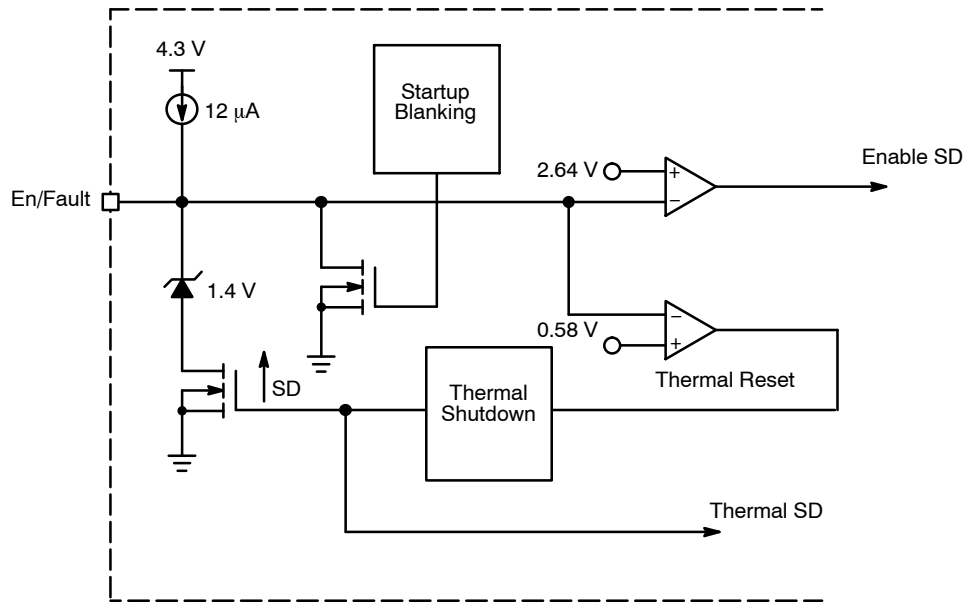 4.3 V
12 μA
Startup
Blanking
2.64 V
+
−
Enable SD
En/Fault
1.4 V
0.58 V
−
+
Thermal Reset
SD
Thermal
Shutdown
Thermal SD